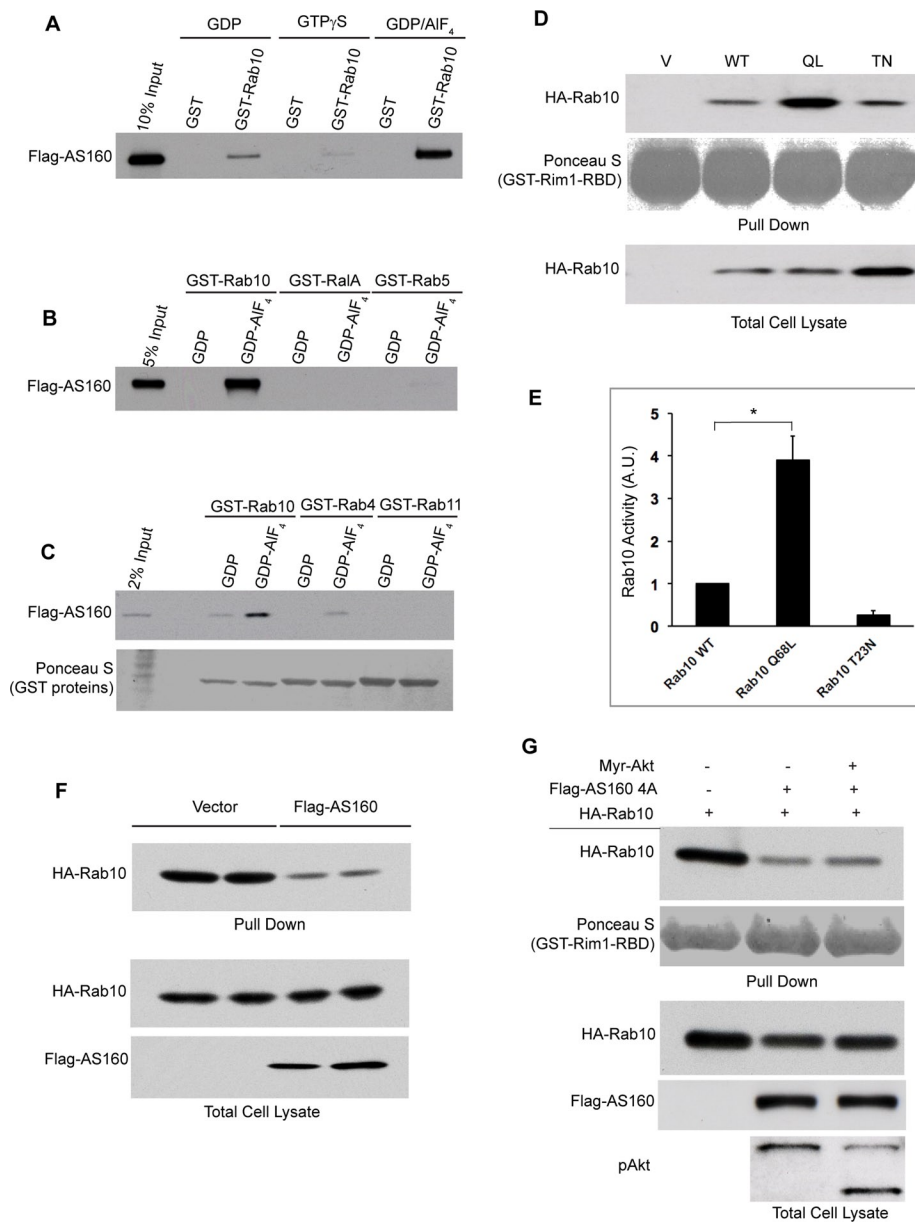 A
GDP GTPγS GDP/AlF4
10% Input GST GST-Rab10 GST GST-Rab10 GST GST-Rab10
Flag-AS160
B
GST-Rab10 GST-RalA GST-Rab5
5% Input GDP GDP-AlF4 GDP GDP-AlF4 GDP GDP-AlF4
Flag-AS160
C
GST-Rab10 GST-Rab4 GST-Rab11
2% Input GDP GDP-AlF4 GDP GDP-AlF4 GDP GDP-AlF4
Flag-AS160
Ponceau S
(GST proteins)
D
V WT QL TN
HA-Rab10
Ponceau S
(GST-Rim1-RBD)
Pull Down
HA-Rab10
Total Cell Lysate
E
Rab10 Activity (A.U.)
5
4
3
2
1
0
*
Rab10 WT Rab10 Q68L Rab10 T23N
F
Vector Flag-AS160
HA-Rab10
Pull Down
HA-Rab10
Flag-AS160
Total Cell Lysate
G
Myr-Akt - - +
Flag-AS160 4A - + +
HA-Rab10 + + +
HA-Rab10
Ponceau S
(GST-Rim1-RBD)
Pull Down
HA-Rab10
Flag-AS160
pAkt
Total Cell Lysate